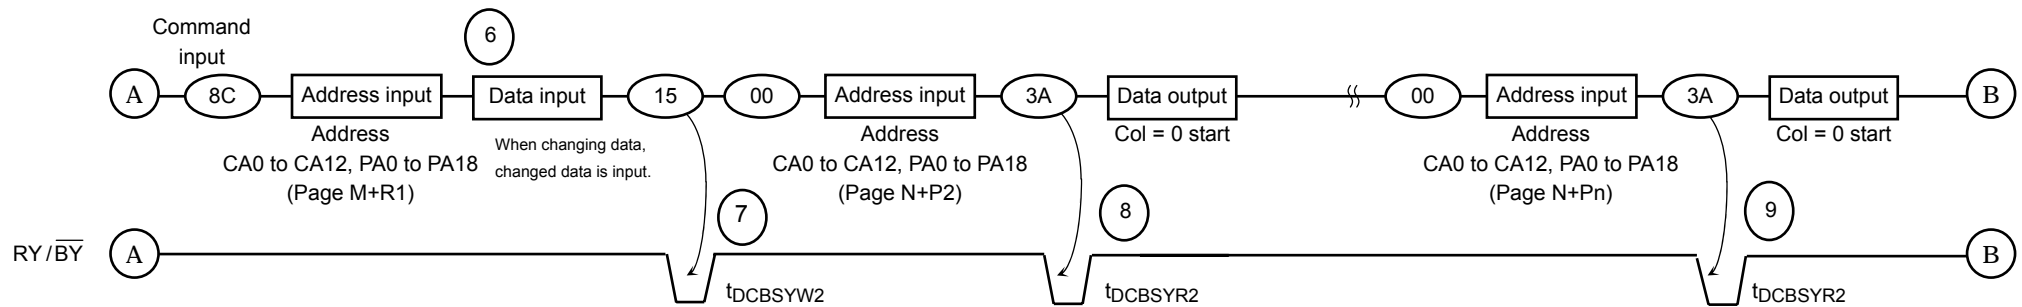 Command
input
6
A
8C
Address input
Data input
15
00
Address input
3A
Data output
00
Address input
3A
Data output
B
Address
CA0 to CA12, PA0 to PA18
(Page M+R1)
When changing data,
changed data is input.
Address
CA0 to CA12, PA0 to PA18
(Page N+P2)
Col = 0 start
Address
CA0 to CA12, PA0 to PA18
(Page N+Pn)
Col = 0 start
7
8
9
RY/B̅Y̅
A
B
tDCBSYW2
tDCBSYR2
tDCBSYR2